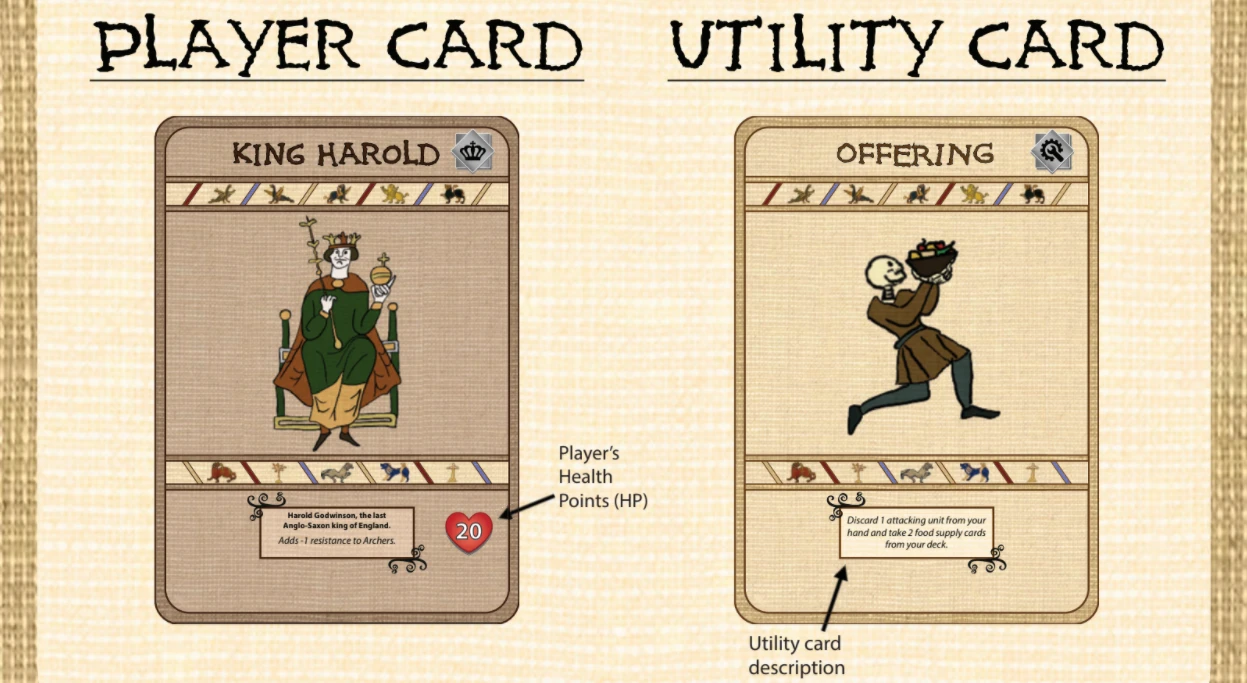 PLAYER CARD
UTILITY CARD
KING HAROLD
OFFERING
Player's
Health
Points (HP)
Harold Godwinson, the last
Anglo-Saxon king of England.
Adds -1 resistance to Archers.
20
Discard 1 attacking unit from your
hand and take 2 food supply cards
from your deck.
Utility card
description